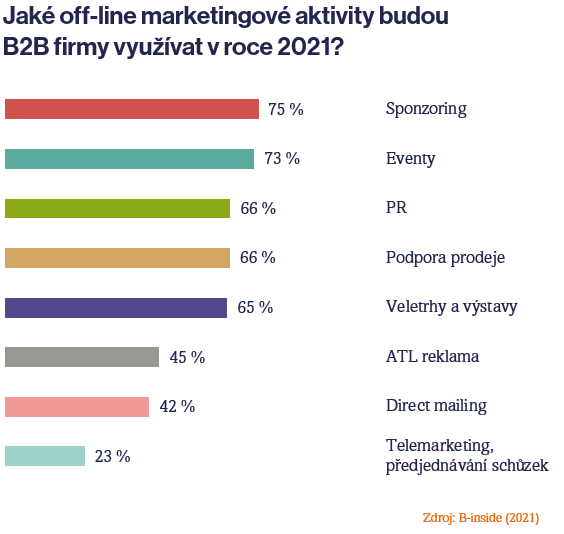 Jaké off-line marketingové aktivity budou
B2B firmy využívat v roce 2021?
75 % Sponzoring
73 % Eventy
66 % PR
66 % Podpora prodeje
65 % Veletrhy a výstavy
45 % ATL reklama
42 % Direct mailing
23 % Telemarketing,
předjednávání schůzek
Zdroj: B-inside (2021)